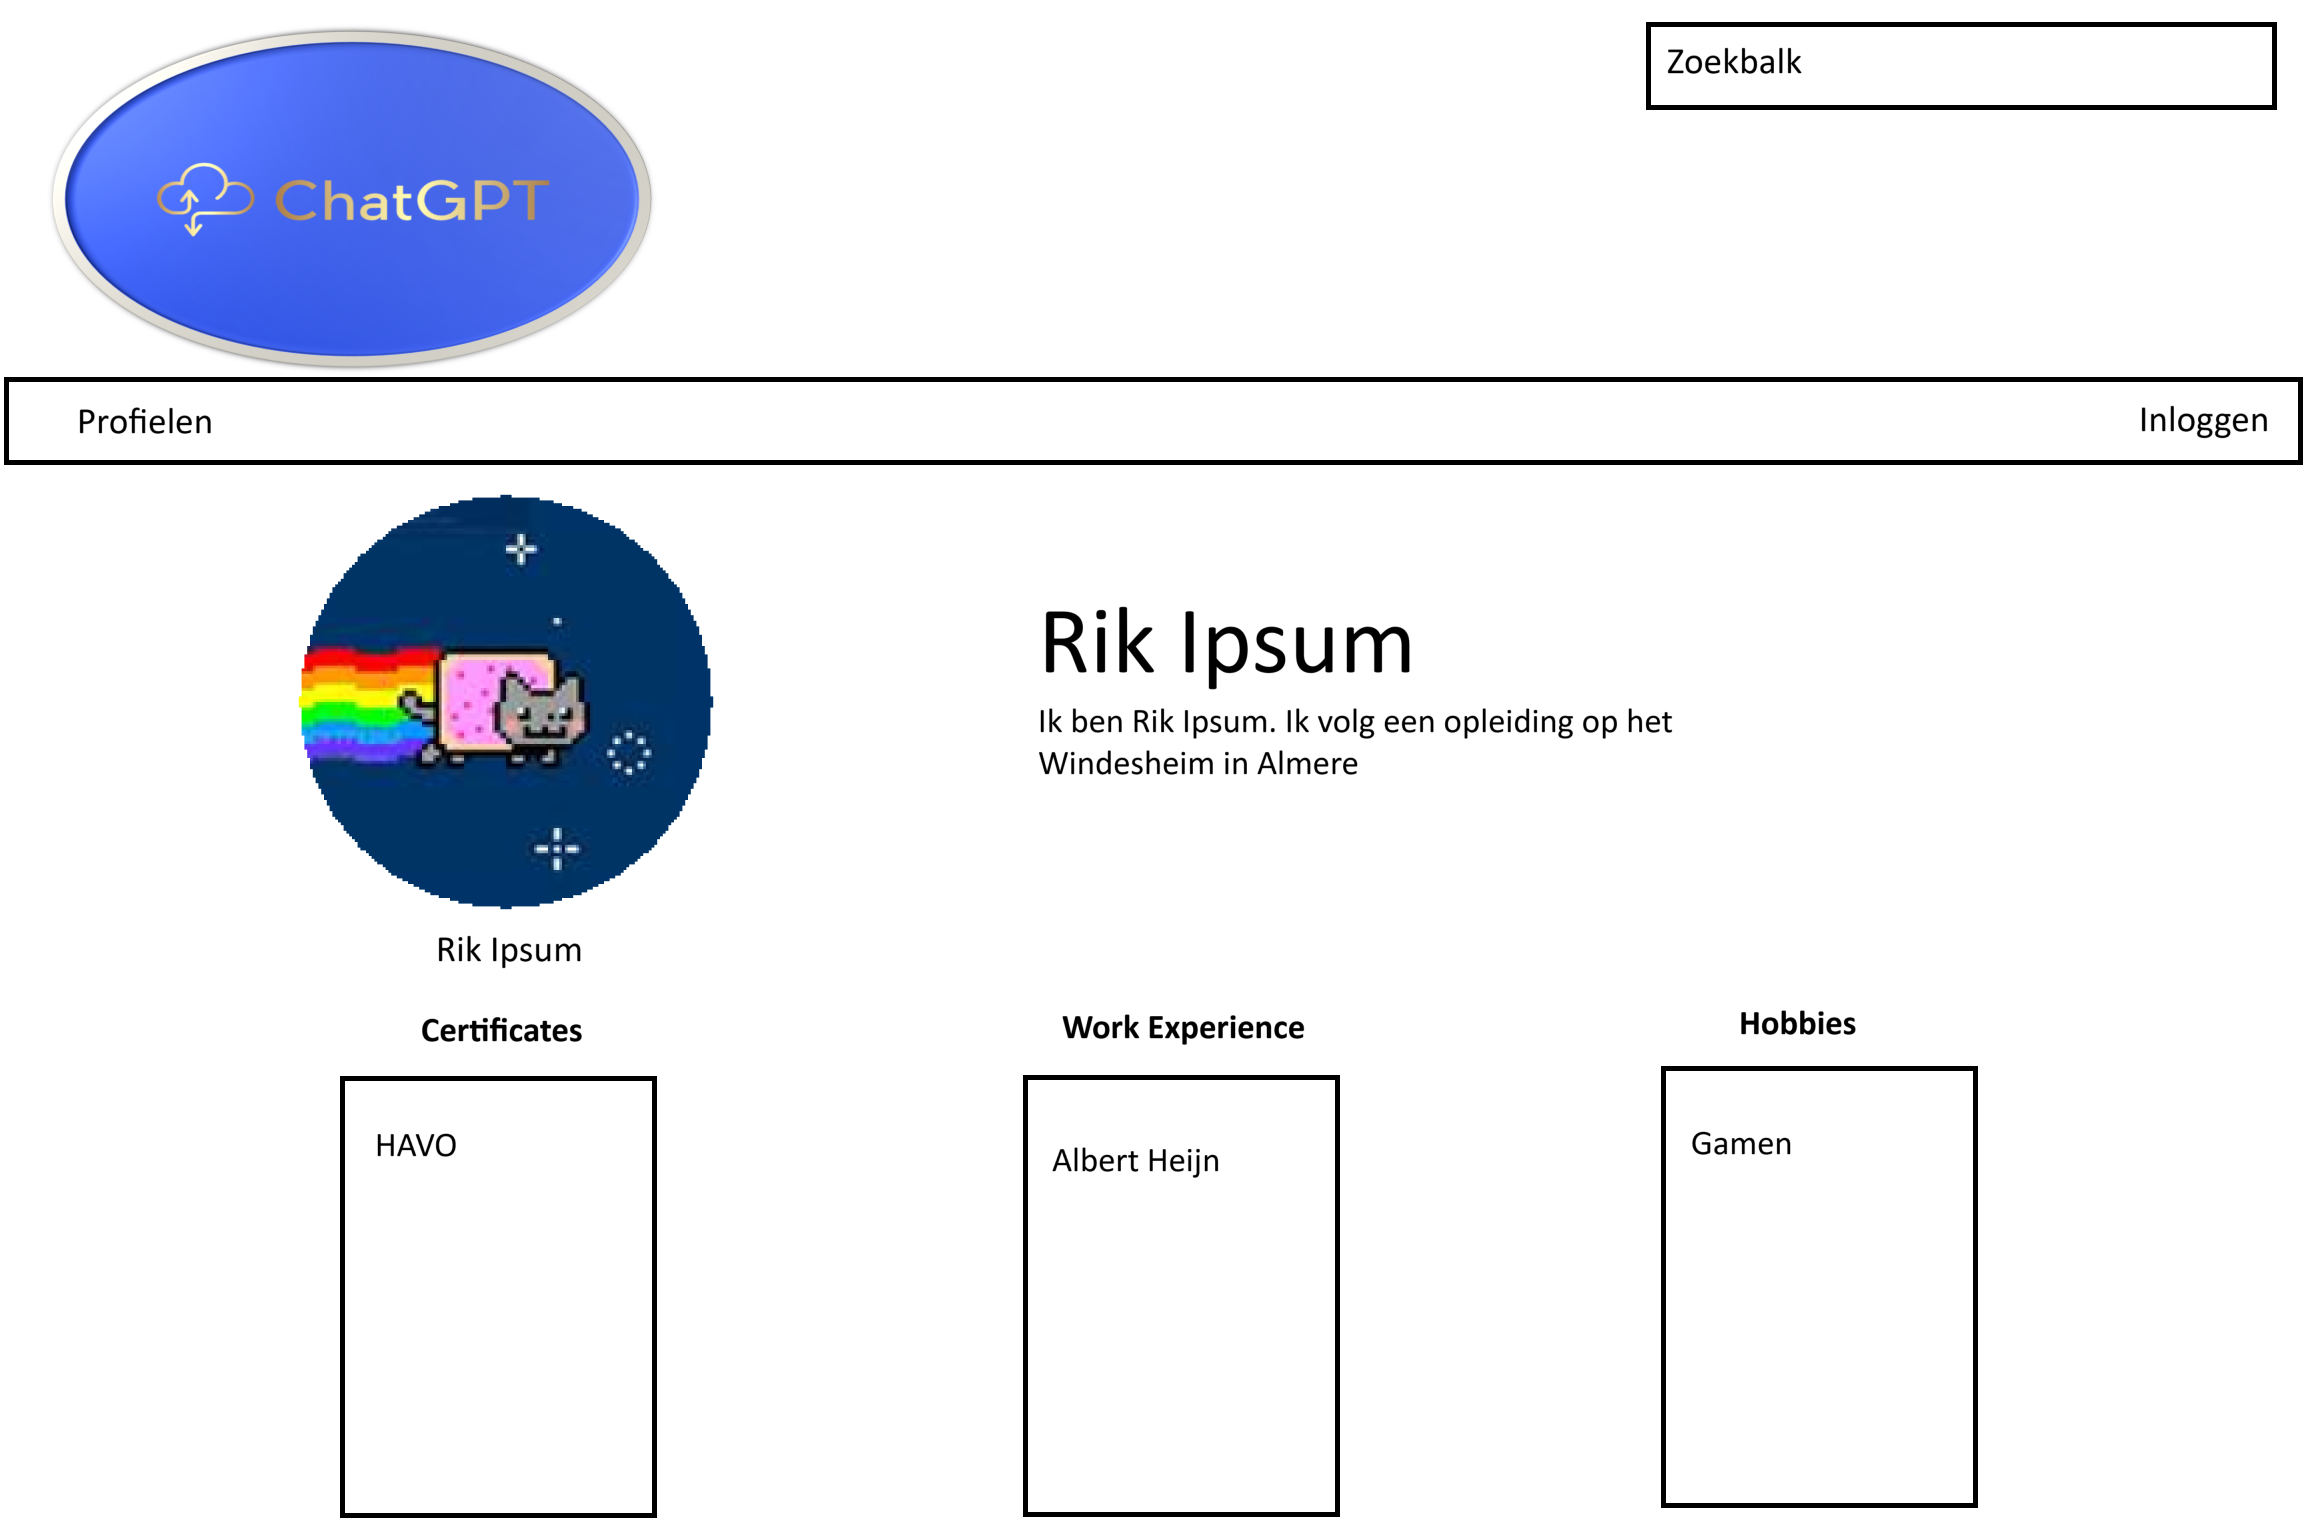 ChatGPT
Zoekbalk
Profielen
Inloggen
Rik Ipsum
Ik ben Rik Ipsum. Ik volg een opleiding op het
Windesheim in Almere
Rik Ipsum
Certificates
HAVO
Work Experience
Albert Heijn
Hobbies
Gamen